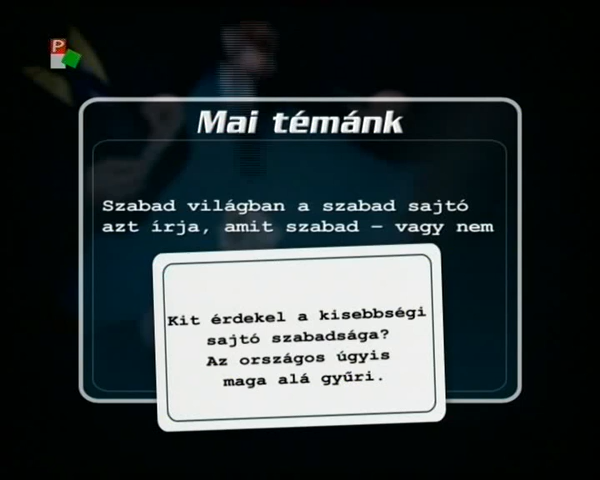 P
Mai témánk
Szabad világban a szabad sajtó
azt írja, amit szabad – vagy nem
Kit érdekel a kisebbségi
sajtó szabadsága?
Az országos úgyis
maga alá gyűri.